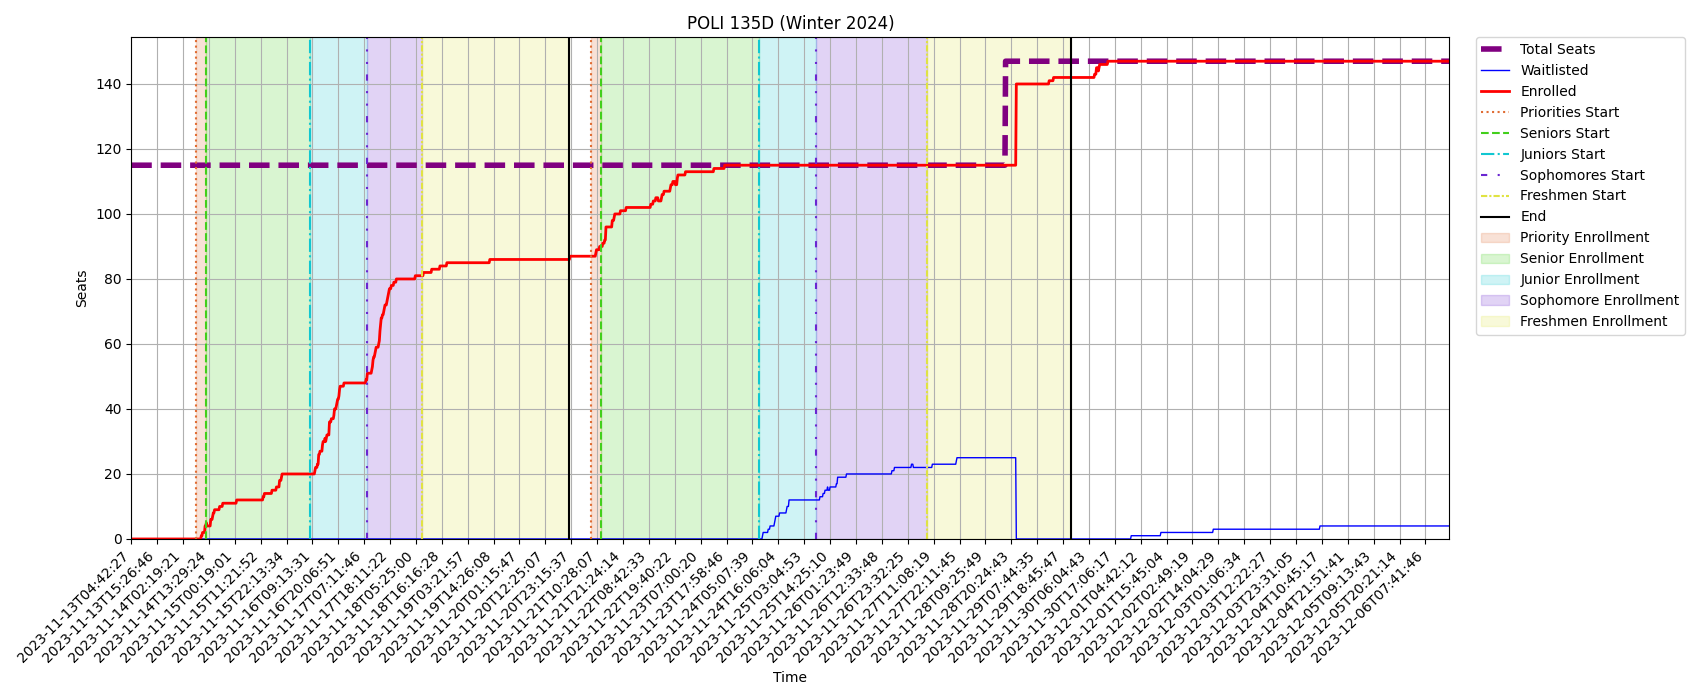 POLI 135D (Winter 2024)
Seats
140
120
100
80
60
40
20
0
2023-11-13T04:42:27
2023-11-13T15:26:46
2023-11-14T02:19:21
2023-11-14T13:29:24
2023-11-15T00:19:01
2023-11-15T11:21:52
2023-11-15T22:13:34
2023-11-16T09:13:31
2023-11-16T20:06:51
2023-11-17T07:11:46
2023-11-17T18:11:22
2023-11-18T05:25:00
2023-11-18T16:16:28
2023-11-19T03:21:57
2023-11-19T14:26:08
2023-11-20T01:15:47
2023-11-20T12:25:07
2023-11-20T23:15:37
2023-11-21T10:28:07
2023-11-21T21:24:14
2023-11-22T08:42:33
2023-11-22T19:40:22
2023-11-23T07:00:20
2023-11-23T17:58:46
2023-11-24T05:07:39
2023-11-24T16:06:04
2023-11-25T03:04:53
2023-11-25T14:25:10
2023-11-26T01:23:49
2023-11-26T12:33:48
2023-11-26T23:32:25
2023-11-27T11:08:19
2023-11-27T22:11:45
2023-11-28T09:25:49
2023-11-28T20:24:43
2023-11-29T07:44:35
2023-11-29T18:45:47
2023-11-30T06:04:43
2023-11-30T17:06:17
2023-12-01T04:42:12
2023-12-01T15:45:04
2023-12-02T02:49:19
2023-12-02T14:04:29
2023-12-03T01:06:34
2023-12-03T12:22:27
2023-12-03T23:31:05
2023-12-04T10:45:17
2023-12-04T21:51:41
2023-12-05T09:13:43
2023-12-05T20:21:14
2023-12-06T07:41:46
Time
Total Seats
Waitlisted
Enrolled
Priorities Start
Seniors Start
Juniors Start
Sophomores Start
Freshmen Start
End
Priority Enrollment
Senior Enrollment
Junior Enrollment
Sophomore Enrollment
Freshmen Enrollment